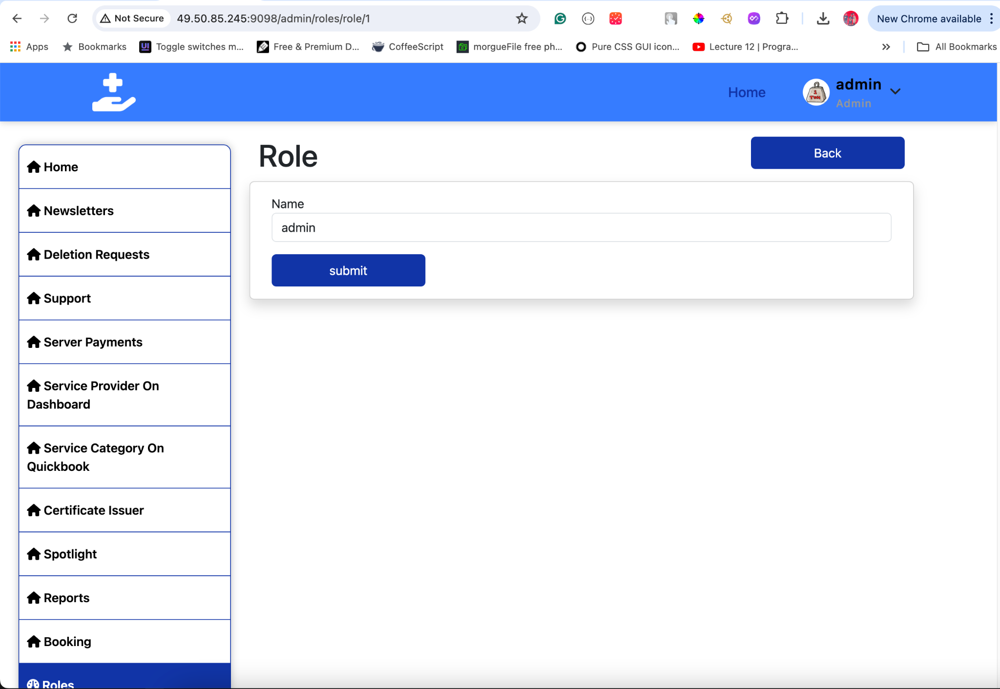 Not Secure 49.50.85.245:9098/admin/roles/role/1 New Chrome available
Apps Bookmarks Toggle switches m... Free & Premium D... CoffeeScript morgueFile free ph... Pure CSS GUI icon... Lecture 12 | Progra... All Bookmarks
Home
admin
Admin
Role
Back
Home
Newsletters
Deletion Requests
Support
Server Payments
Service Provider On
Dashboard
Service Category On
Quickbook
Certificate Issuer
Spotlight
Reports
Booking
Roles
Name
admin
submit